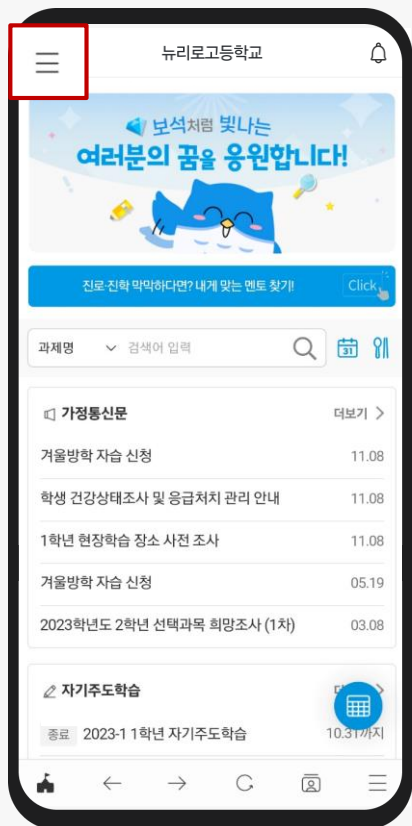 뉴리로고등학교
보석처럼 빛나는
여러분의 꿈을 응원합니다!
진로·진학 막막하다면? 내게 맞는 멘토 찾기! Click
과제명 검색어 입력 31
가정통신문 더보기
겨울방학 자습 신청 11.08
학생 건강상태조사 및 응급처치 관리 안내 11.08
1학년 현장학습 장소 사전 조사 11.08
겨울방학 자습 신청 05.19
2023학년도 2학년 선택과목 희망조사 (1차) 03.08
자기주도학습
종료 2023-1 1학년 자기주도학습 10.31까지